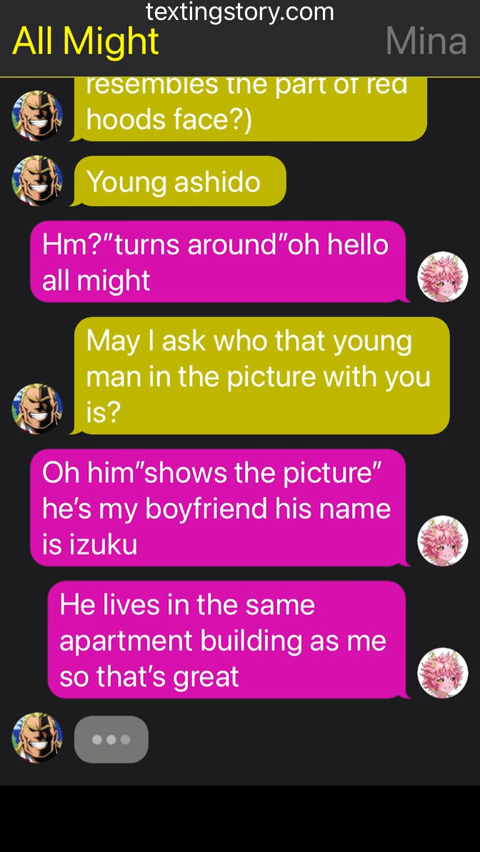 textingstory.com
All Might
Mina
resembles the part of red
hoods face?)
Young ashido
Hm?”turns around”oh hello
all might
May I ask who that young
man in the picture with you
is?
Oh him”shows the picture”
he’s my boyfriend his name
is izuku
He lives in the same
apartment building as me
so that’s great